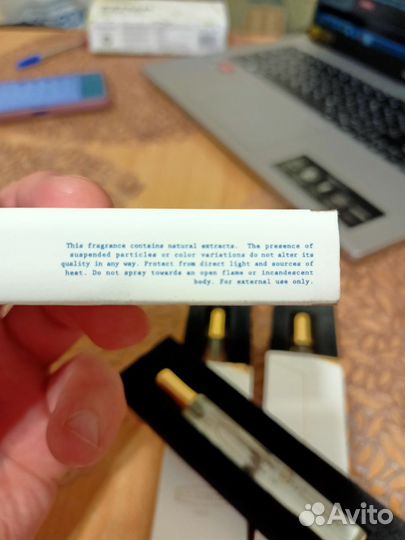 This fragrance contains natural extracts. The presence of
suspended particles or color variations do not alter its
quality in any way. Protect from direct light and sources of
heat. Do not spray towards an open flame or incandescent
body. For external use only.
Avito